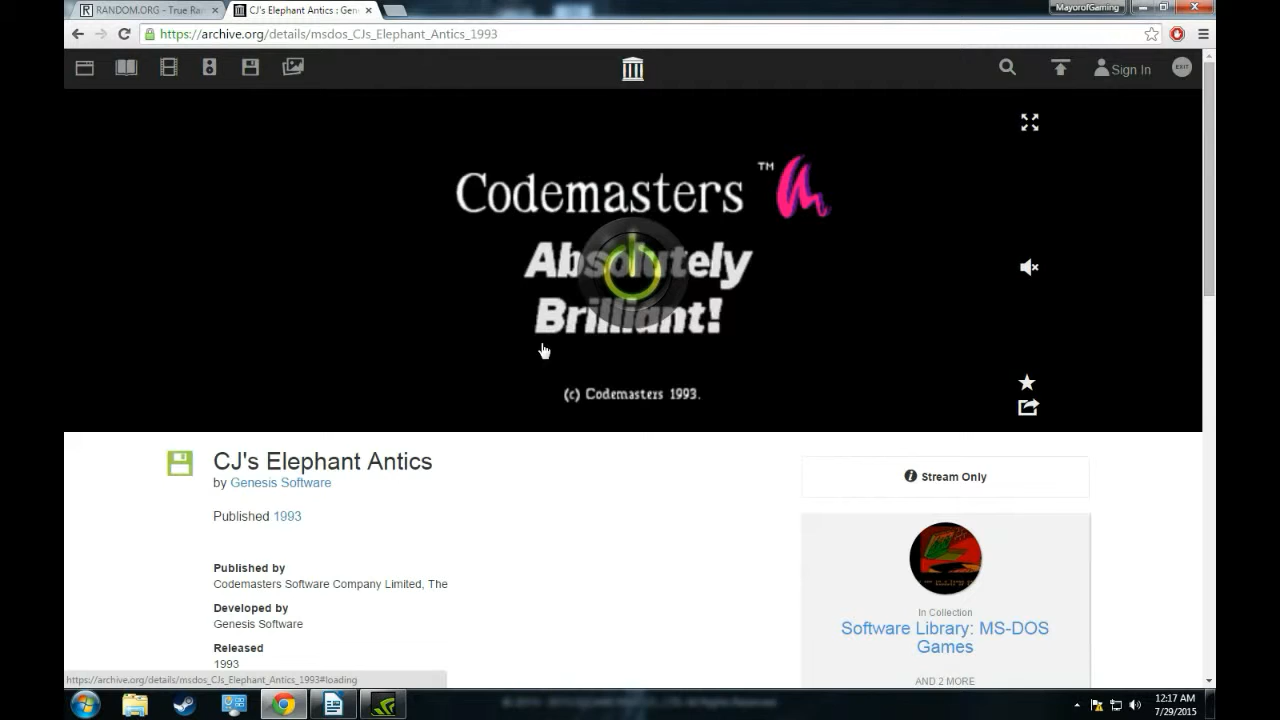 RANDOM.ORG - True Ra
CJ's Elephant Antics : Gen
MayorofGaming
https://archive.org/details/msdos_CJs_Elephant_Antics_1993
Sign In
EXIT
Codemasters™
Absolutely
Brilliant!
(c) Codemasters 1993.
CJ's Elephant Antics
by Genesis Software
Published 1993
Published by
Codemasters Software Company Limited, The
Developed by
Genesis Software
Released
1993
Stream Only
In Collection
Software Library: MS-DOS
Games
AND 2 MORE
https://archive.org/details/msdos_CJs_Elephant_Antics_1993#loading
12:17 AM
7/29/2015